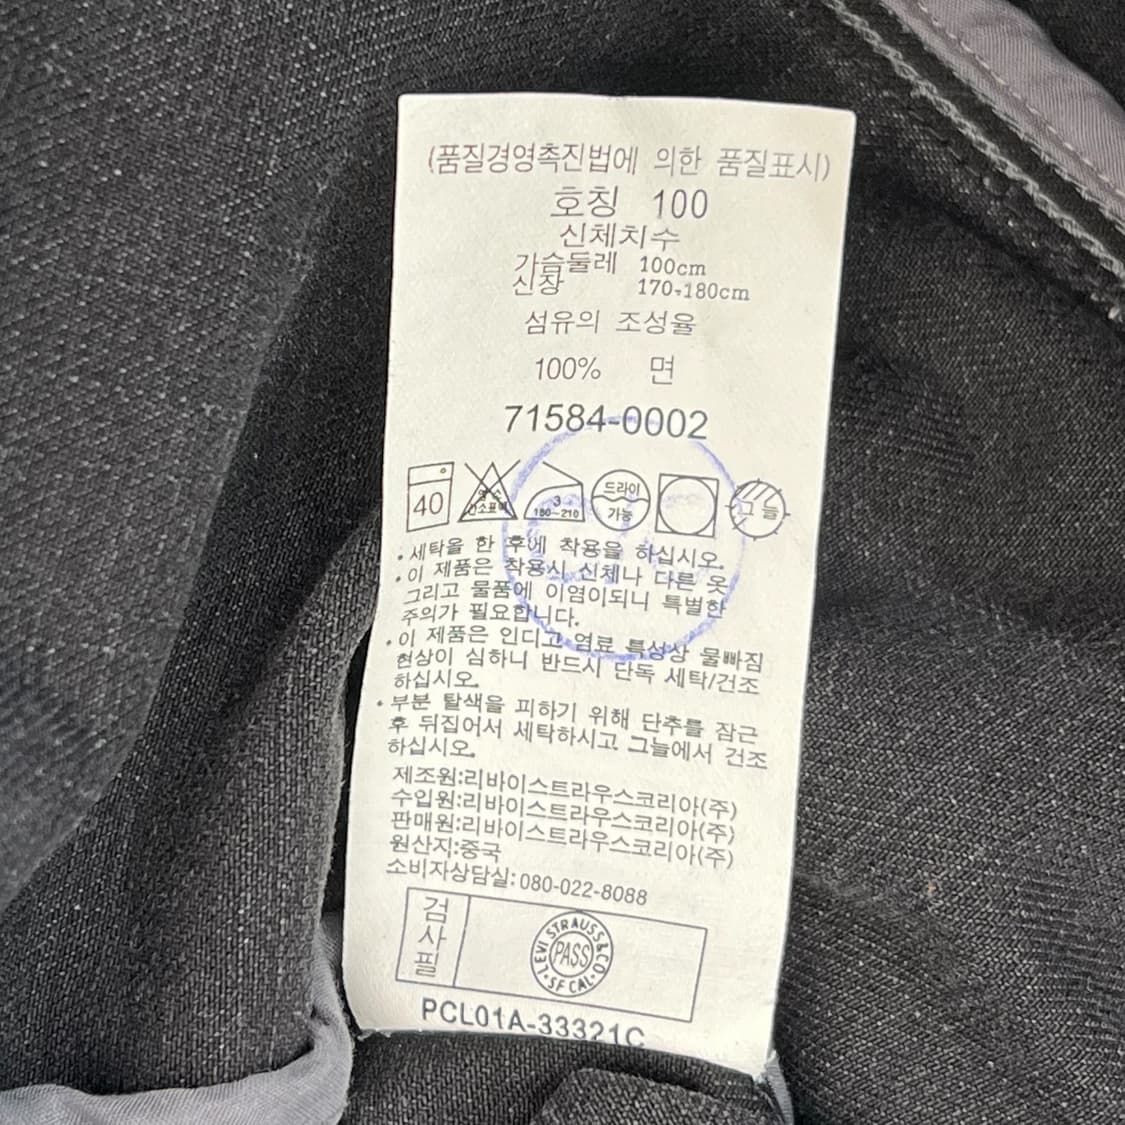 (품질경영촉진법에 의한 품질표시)
호칭 100
신체치수
가슴둘레 100cm
신장 170-180cm
섬유의 조성율
100% 면
71584-0002
40
염소
산소표백
3
180~210
드라이
가능
그늘
• 세탁을 한 후에 착용을 하십시오.
• 이 제품은 착용시 신체나 다른 옷
그리고 물품에 이염이되니 특별한
주의가 필요합니다.
• 이 제품은 인디고 염료 특성상 물빠짐
현상이 심하니 반드시 단독 세탁/건조
하십시오.
• 부분 탈색을 피하기 위해 단추를 잠근
후 뒤집어서 세탁하시고 그늘에서 건조
하십시오.
제조원:리바이스트라우스코리아(주)
수입원:리바이스트라우스코리아(주)
판매원:리바이스트라우스코리아(주)
원산지:중국
소비자상담실:080-022-8088
검사필
LEVI STRAUSS & CO.
PASS
SF CAL
PCL01A-33321C